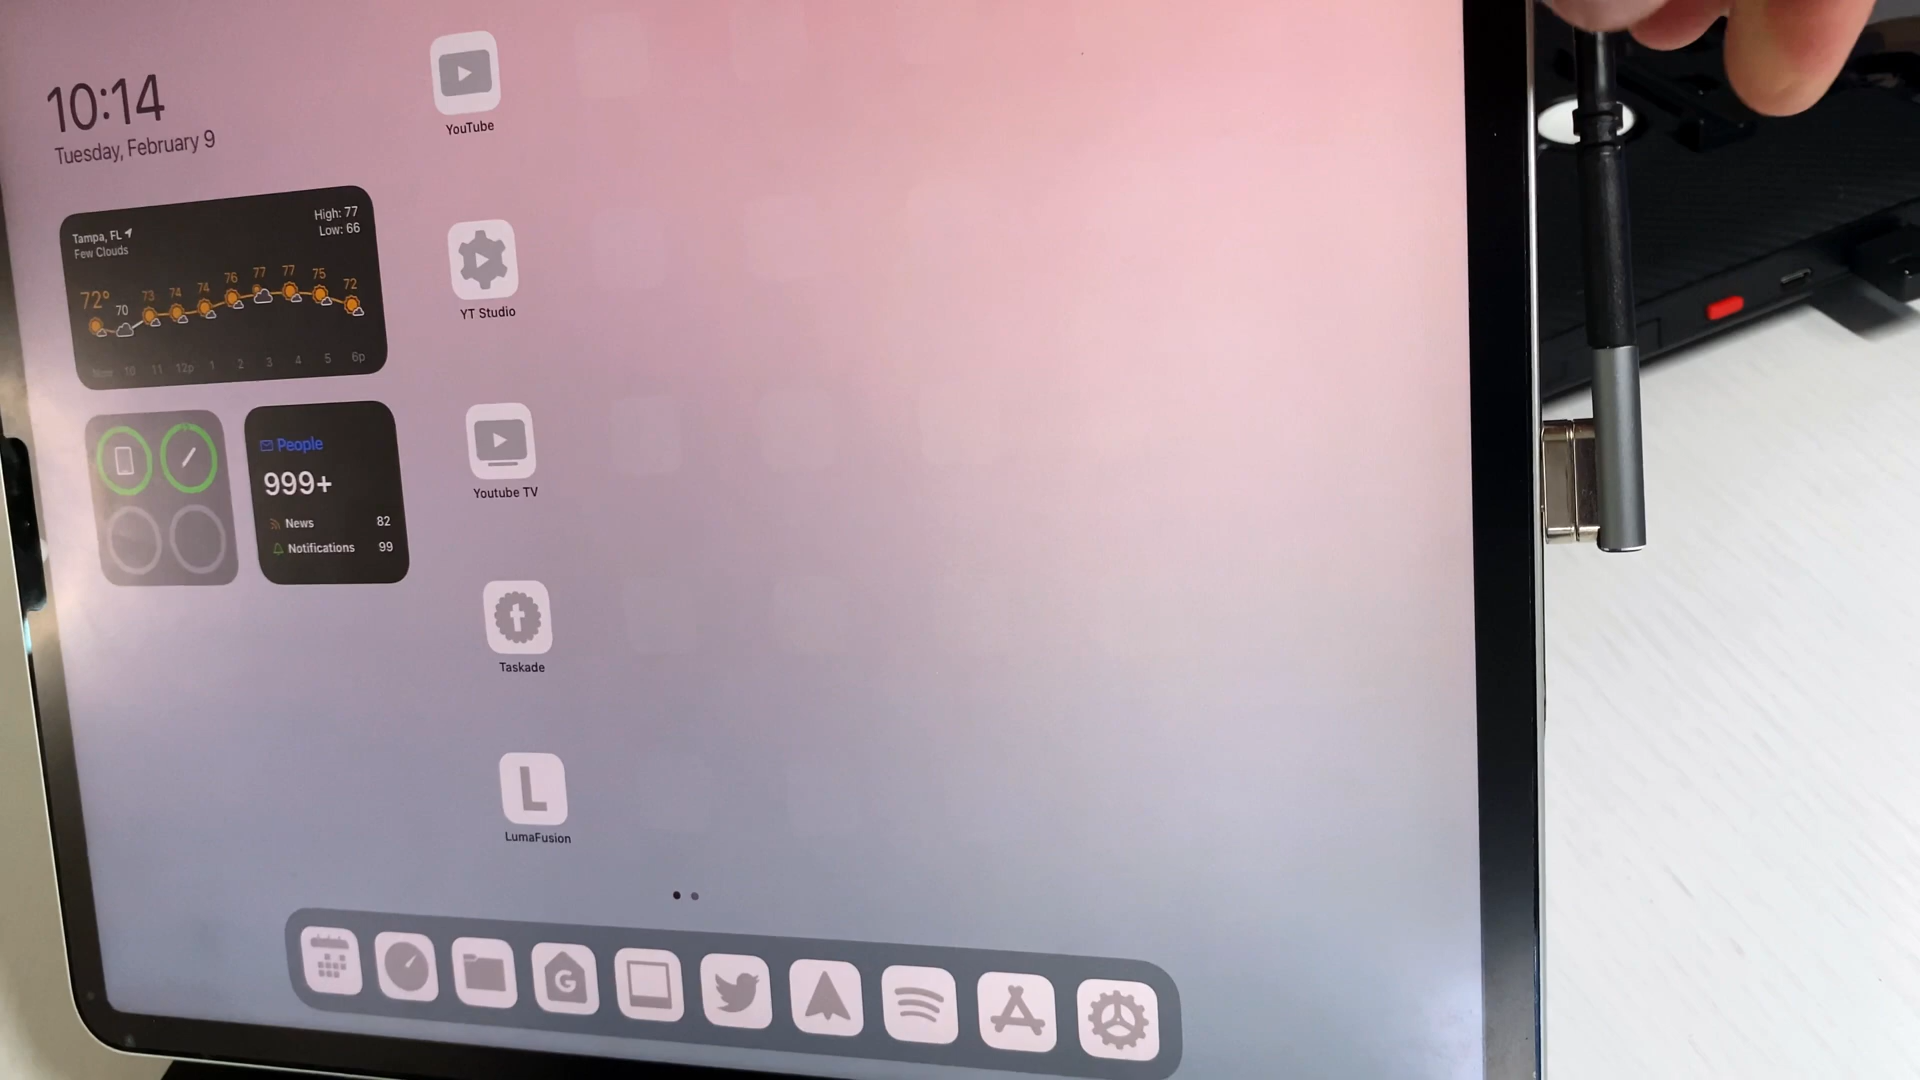 10:14
Tuesday, February 9
Tampa, FL
Few Clouds
High: 77
Low: 66
72° 70 73 74 74 76 77 77 75 72
Now 10 11 12p 1 2 3 4 5 6p
People
999+
News 82
Notifications 99
YouTube
YT Studio
Youtube TV
t
Taskade
L
LumaFusion
G